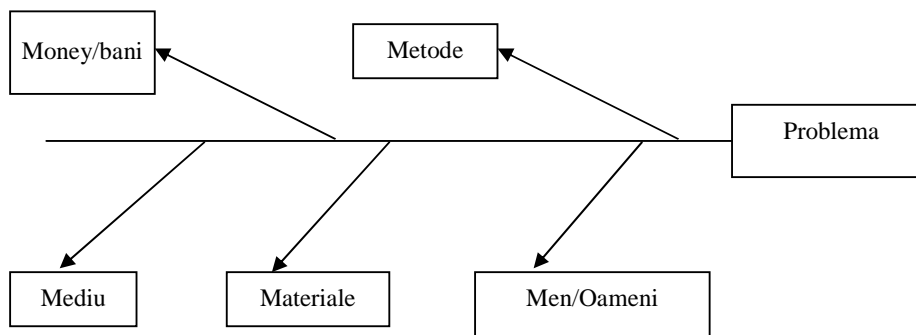 Money/bani
Metode
Problema
Mediu
Materiale
Men/Oameni